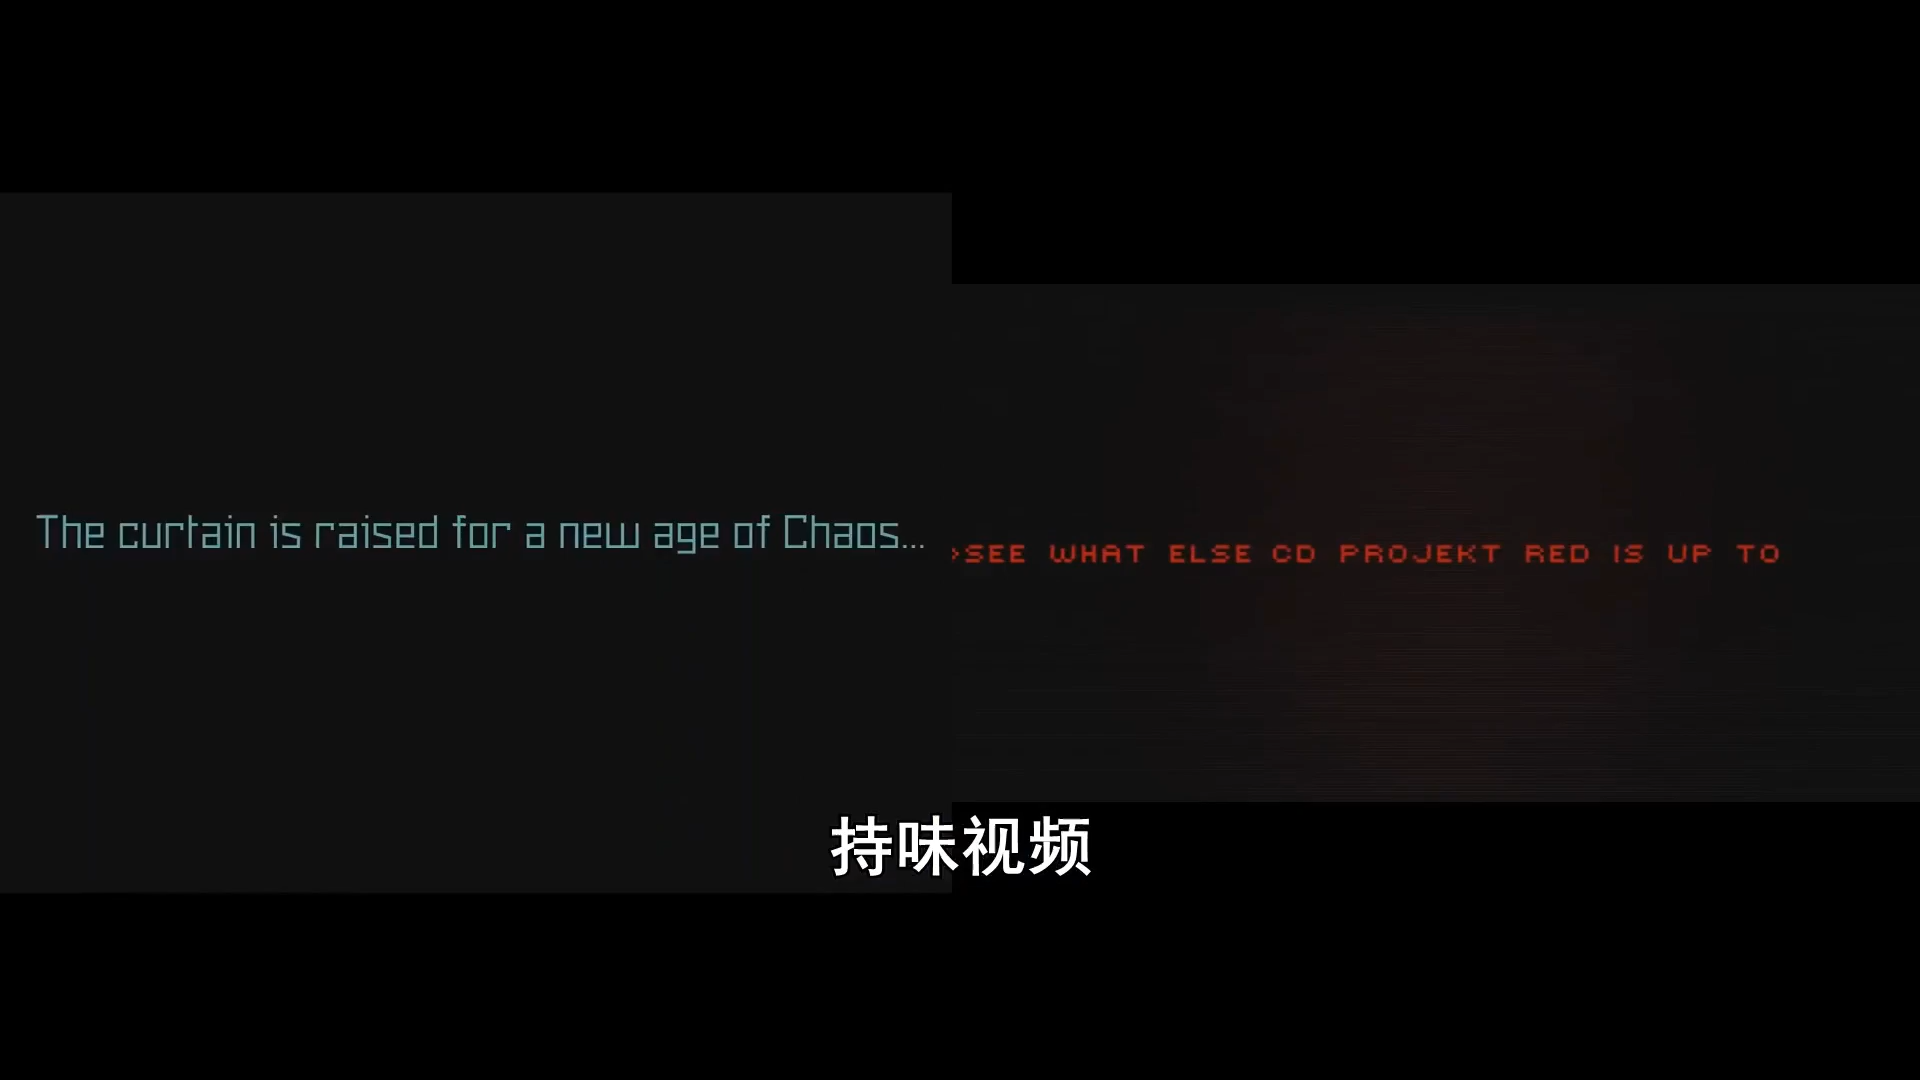 The curtain is raised for a new age of Chaos...
>SEE WHAT ELSE CD PROJEKT RED IS UP TO
持味视频